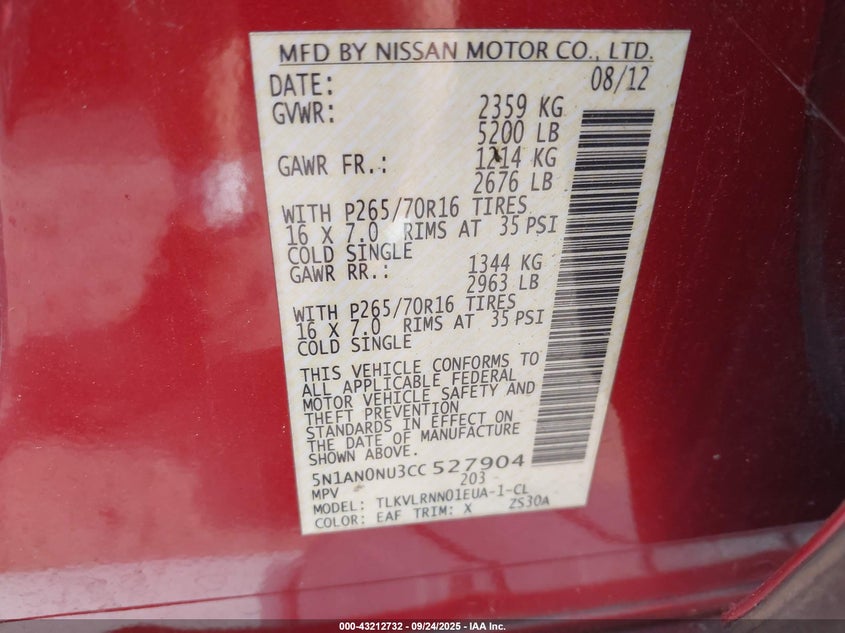 MFD BY NISSAN MOTOR CO., LTD.
DATE: 08/12
GVWR: 2359 KG
5200 LB
GAWR FR.: 1214 KG
2676 LB
WITH P265/70R16 TIRES
16 X 7.0 RIMS AT 35 PSI
COLD SINGLE
GAWR RR.: 1344 KG
2963 LB
WITH P265/70R16 TIRES
16 X 7.0 RIMS AT 35 PSI
COLD SINGLE
THIS VEHICLE CONFORMS TO
ALL APPLICABLE FEDERAL
MOTOR VEHICLE SAFETY AND
THEFT PREVENTION
STANDARDS IN EFFECT ON
THE DATE OF MANUFACTURE
SHOWN ABOVE.
5N1AN0NU3CC 527904
MPV 203
MODEL: TLKVLRNN01EUA-1-CL
COLOR: EAF TRIM: X ZS30A
000-43212732 - 09/24/2025 - IAA Inc.